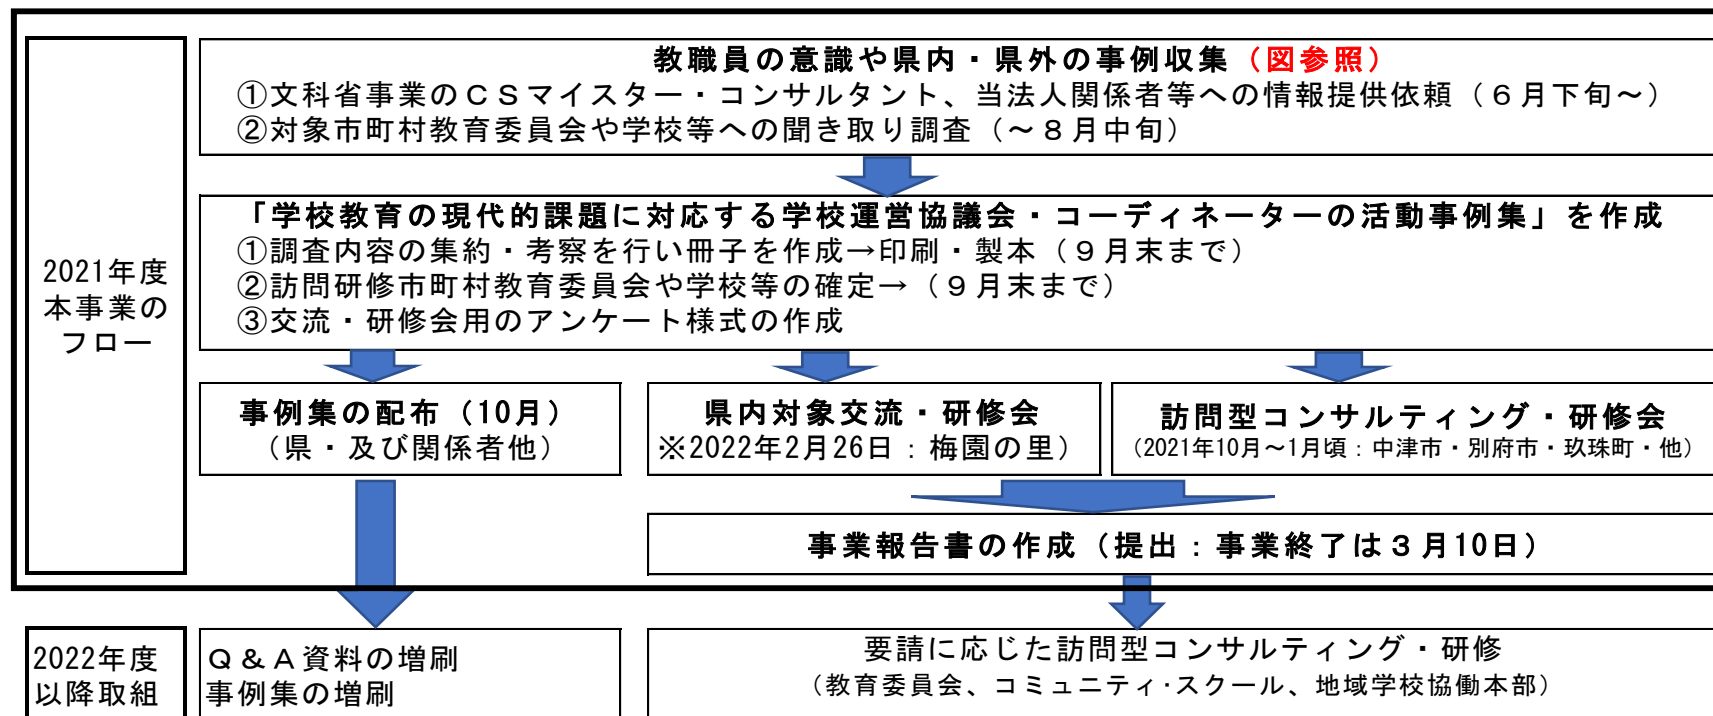 2021年度
本事業の
フロー
教職員の意識や県内・県外の事例収集（図参照）
①文科省事業のＣＳマイスター・コンサルタント、当法人関係者等への情報提供依頼（６月下旬～）
②対象市町村教育委員会や学校等への聞き取り調査（～８月中旬）
「学校教育の現代的課題に対応する学校運営協議会・コーディネーターの活動事例集」を作成
①調査内容の集約・考察を行い冊子を作成→印刷・製本（９月末まで）
②訪問研修市町村教育委員会や学校等の確定→（９月末まで）
③交流・研修会用のアンケート様式の作成
事例集の配布（10月）
（県・及び関係者他）
県内対象交流・研修会
※2022年2月26日：梅園の里）
訪問型コンサルティング・研修会
（2021年10月～1月頃：中津市・別府市・玖珠町・他）
事業報告書の作成（提出：事業終了は３月10日）
2022年度
以降取組
Ｑ＆Ａ資料の増刷
事例集の増刷
要請に応じた訪問型コンサルティング・研修
（教育委員会、コミュニティ･スクール、地域学校協働本部）